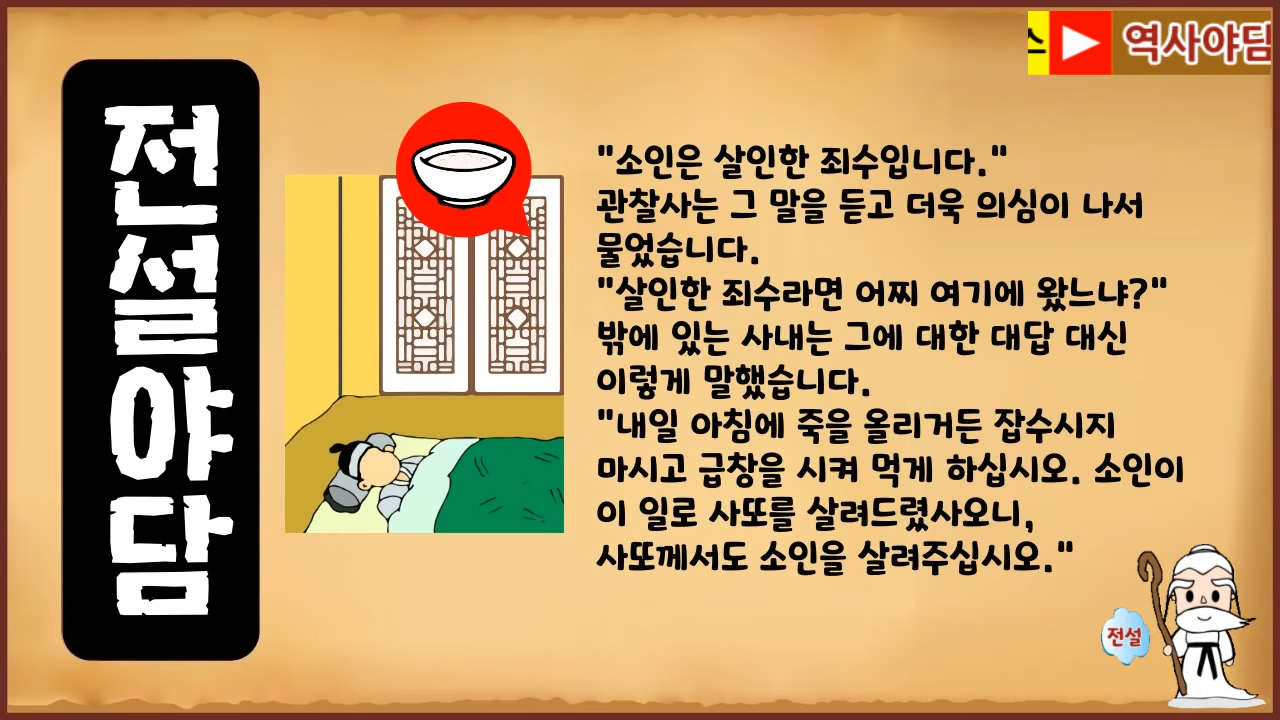 스
역사야담
전설야담
"소인은 살인한 죄수입니다."
관찰사는 그 말을 듣고 더욱 의심이 나서
물었습니다.
"살인한 죄수라면 어찌 여기에 왔느냐?"
밖에 있는 사내는 그에 대한 대답 대신
이렇게 말했습니다.
"내일 아침에 죽을 올리거든 잡수시지
마시고 급창을 시켜 먹게 하십시오. 소인이
이 일로 사또를 살려드렸사오니,
사또께서도 소인을 살려주십시오."
전설